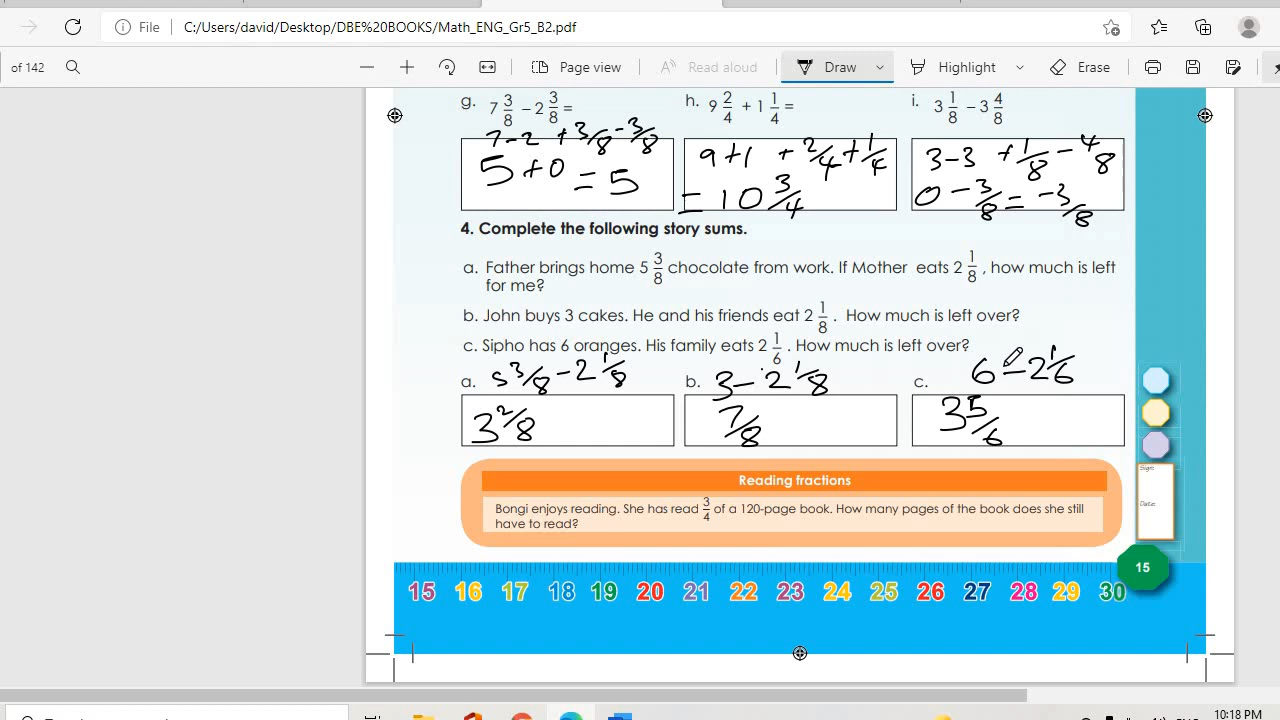 File C:/Users/david/Desktop/DBE%20BOOKS/Math_ENG_Gr5_B2.pdf
of 142 Page view Read aloud Draw Highlight Erase
g. 7 3/8 - 2 3/8 = h. 9 2/4 + 1 1/4 = i. 3 1/8 - 3 4/8
7-2 + 3/8 - 3/8
5 + 0 = 5
9+1 + 2/4 + 1/4
= 10 3/4
3-3 + 1/8 - 4/8
0 - 3/8 = -3/8
4. Complete the following story sums.
a. Father brings home 5 3/8 chocolate from work. If Mother eats 2 1/8, how much is left
for me?
b. John buys 3 cakes. He and his friends eat 2 1/8. How much is left over?
c. Sipho has 6 oranges. His family eats 2 1/6. How much is left over?
a. 5 3/8 - 2 1/8 b. 3 - 2 1/8 c. 6 - 2 1/6
3 2/8 7/8 3 5/6
Reading fractions
Bongi enjoys reading. She has read 3/4 of a 120-page book. How many pages of the book does she still
have to read?
Sign:
Date:
15
15 16 17 18 19 20 21 22 23 24 25 26 27 28 29 30
10:18 PM